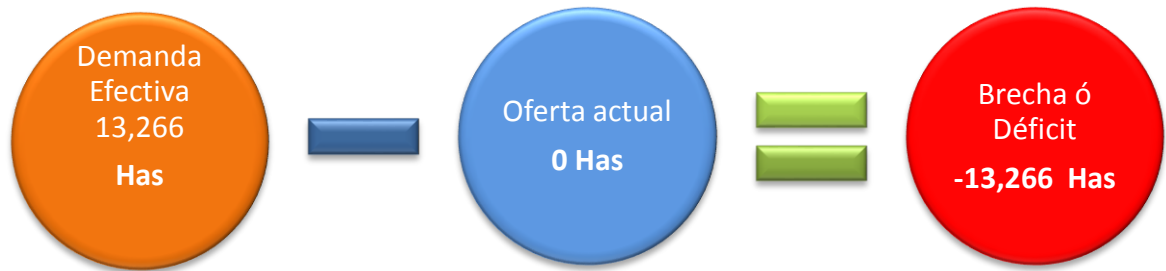 Demanda
Efectiva
13,266
Has
Oferta actual
0 Has
Brecha ó
Déficit
-13,266 Has